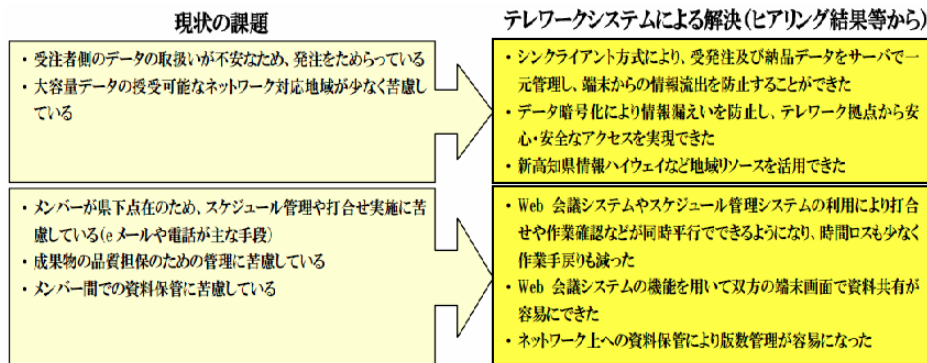 現状の課題
・受注者側のデータの取扱いが不安なため、発注をためらっている
・大容量データの授受可能なネットワーク対応地域が少なく苦慮し
ている
・メンバーが県下点在のため、スケジュール管理や打合せ実施に苦
慮している(eメールや電話が主な手段)
・成果物の品質担保のための管理に苦慮している
・メンバー間での資料保管に苦慮している
テレワークシステムによる解決(ヒアリング結果等から)
・シンクライアント方式により、受発注及び納品データをサーバで一
元管理し、端末からの情報流出を防止することができた
・データ暗号化により情報漏えいを防止し、テレワーク拠点から安
心・安全なアクセスを実現できた
・新高知県情報ハイウェイなど地域リソースを活用できた
・Web 会議システムやスケジュール管理システムの利用により打合
せや作業確認などが同時平行でできるようになり、時間ロスも少なく
作業手戻りも減った
・Web 会議システムの機能を用いて双方の端末画面で資料共有が
容易にできた
・ネットワーク上への資料保管により版数管理が容易になった